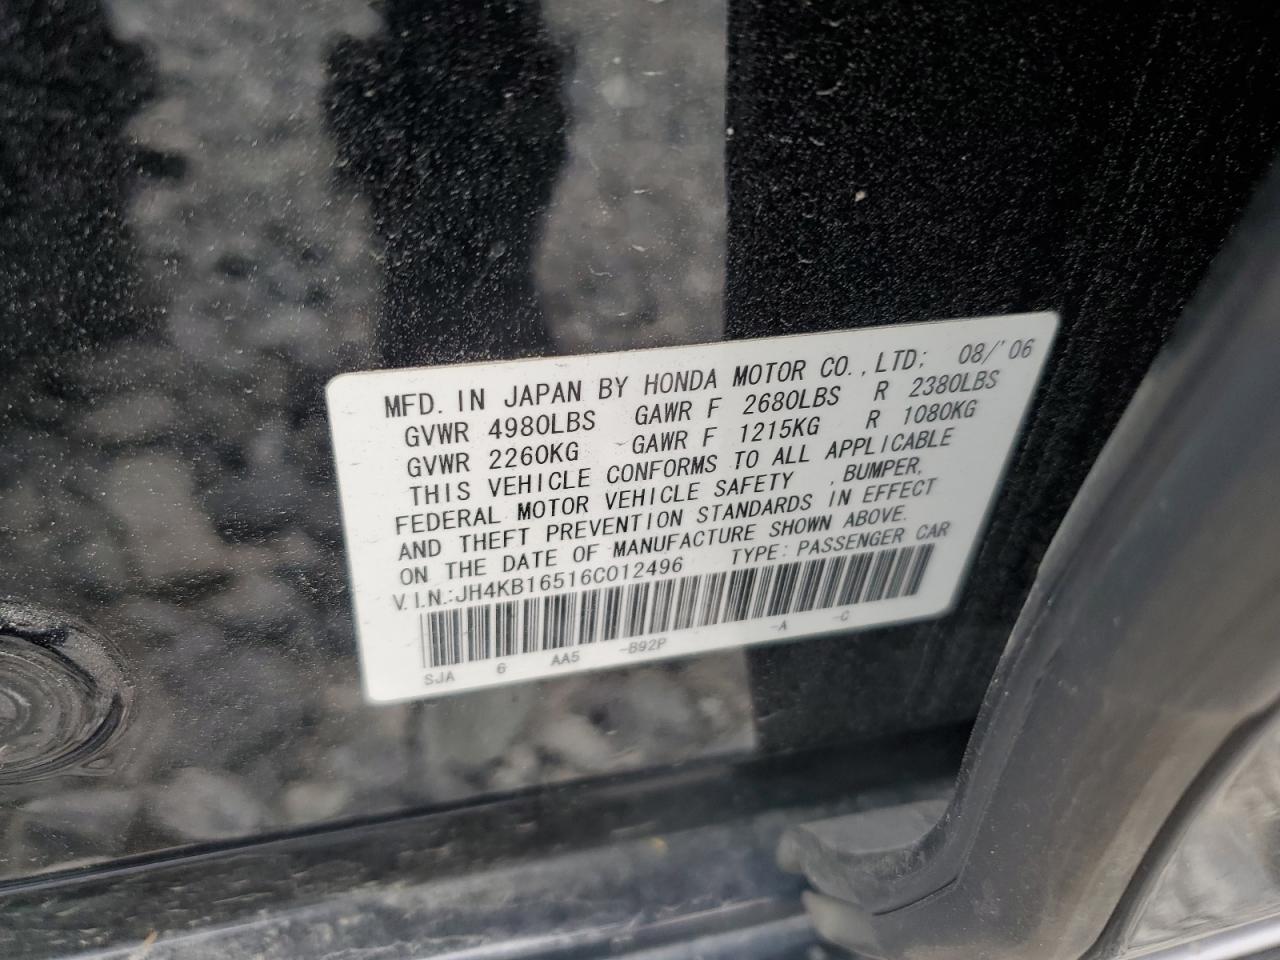 MFD. IN JAPAN BY HONDA MOTOR CO., LTD; 08/'06
GVWR 4980LBS GAWR F 2680LBS R 2380LBS
GVWR 2260KG GAWR F 1215KG R 1080KG
THIS VEHICLE CONFORMS TO ALL APPLICABLE
FEDERAL MOTOR VEHICLE SAFETY , BUMPER,
AND THEFT PREVENTION STANDARDS IN EFFECT
ON THE DATE OF MANUFACTURE SHOWN ABOVE.
V.I.N.:JH4KB16516C012496 TYPE: PASSENGER CAR
SJA 6 AA5 -B92P -A -C